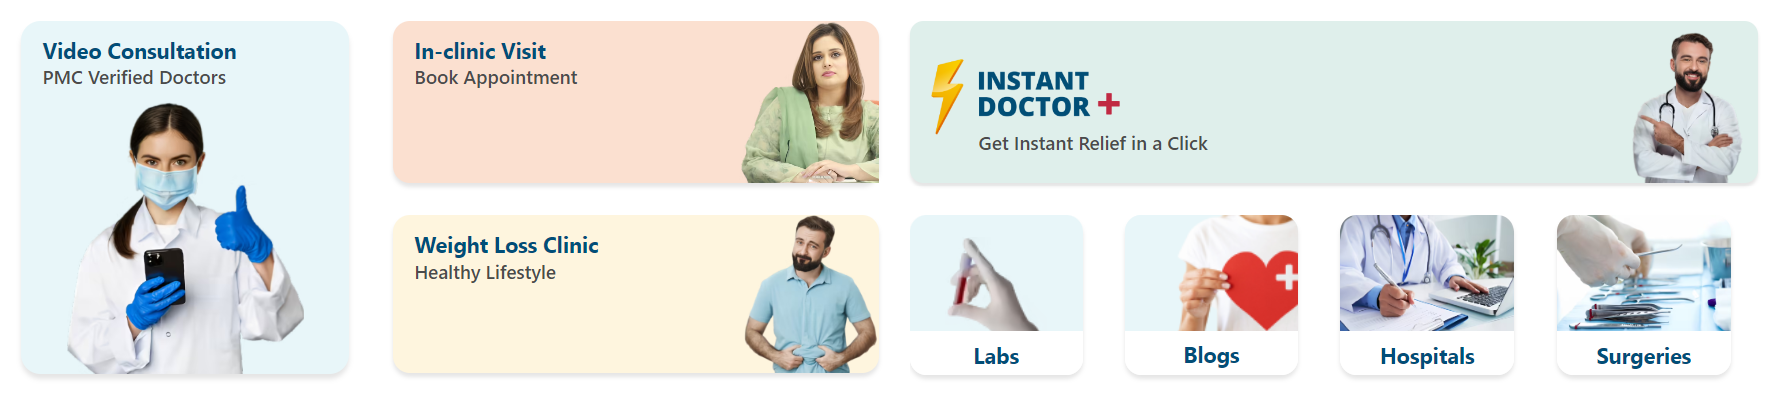 Video Consultation
PMC Verified Doctors
In-clinic Visit
Book Appointment
INSTANT
DOCTOR
Get Instant Relief in a Click
Weight Loss Clinic
Healthy Lifestyle
Labs
Blogs
Hospitals
Surgeries